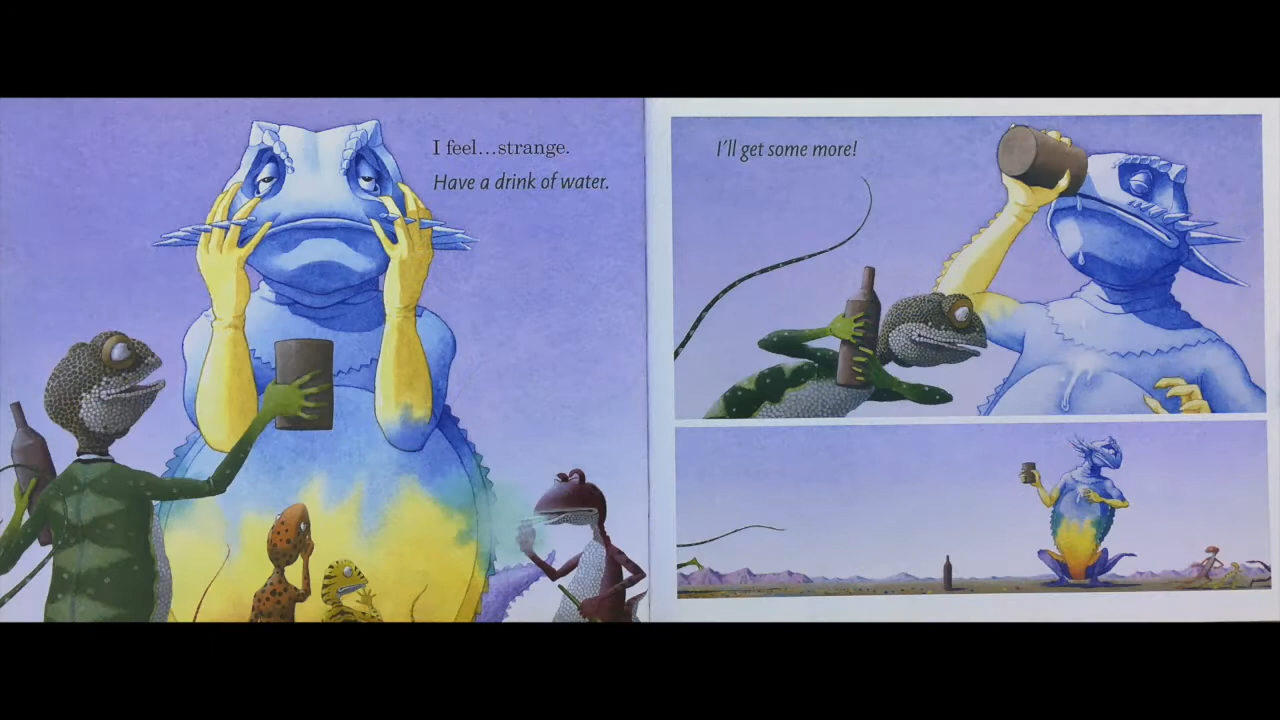 I feel...strange.
Have a drink of water.
I'll get some more!